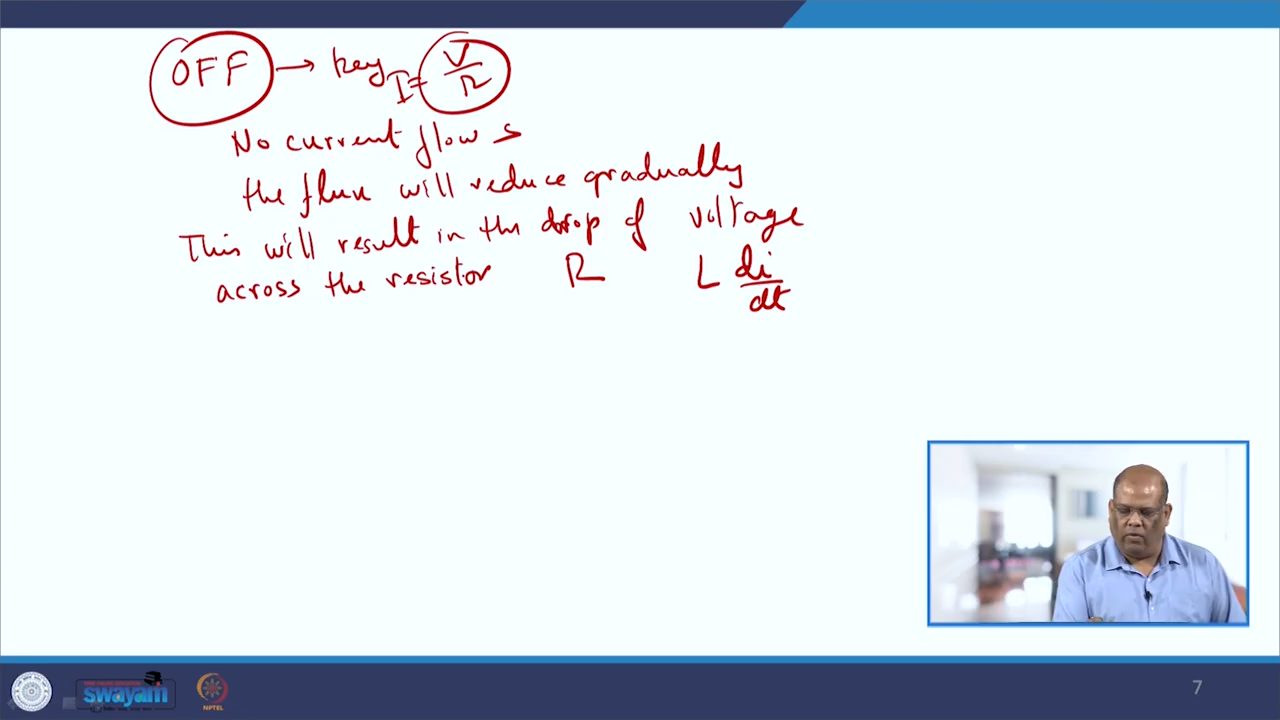 OFF → key I = V/R
No current flows
the flux will reduce gradually
This will result in the drop of voltage
across the resistor R L di/dt
swayam
NPTEL
7